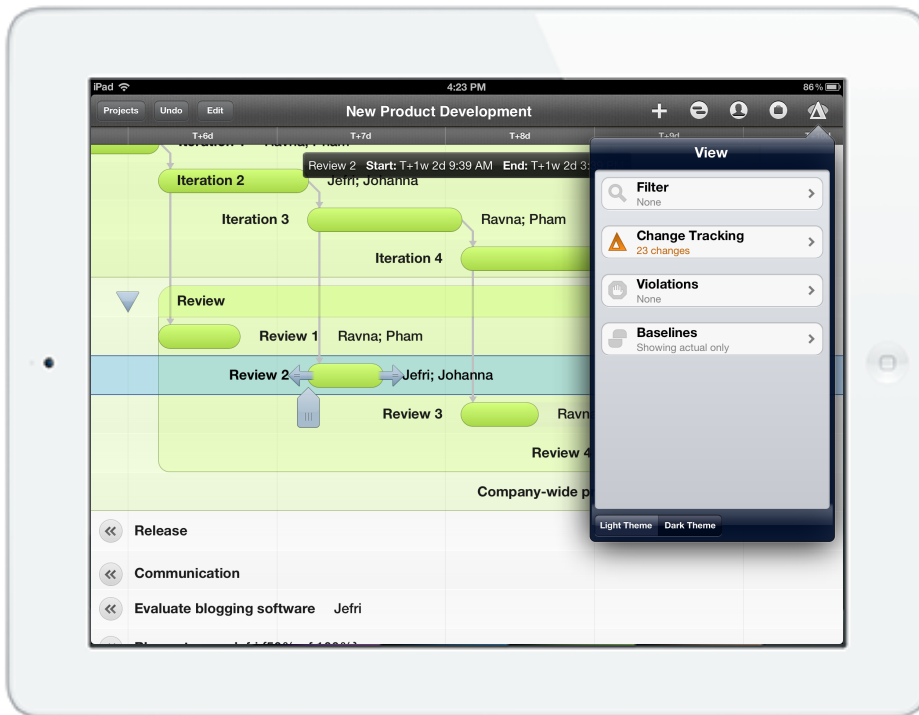 iPad
4:23 PM
86%
Projects
Undo
Edit
New Product Development
T+6d
T+7d
T+8d
T+9d
Review 2 Start: T+1w 2d 9:39 AM End: T+1w 2d 3:
Iteration 2
Jefri; Johanna
Iteration 3
Ravna; Pham
Iteration 4
Review
Review 1
Ravna; Pham
Review 2
Jefri; Johanna
Review 3
Review 4
Company-wide
Release
Communication
Evaluate blogging software
Jefri
View
Filter
None
Change Tracking
23 changes
Violations
None
Baselines
Showing actual only
Light Theme
Dark Theme